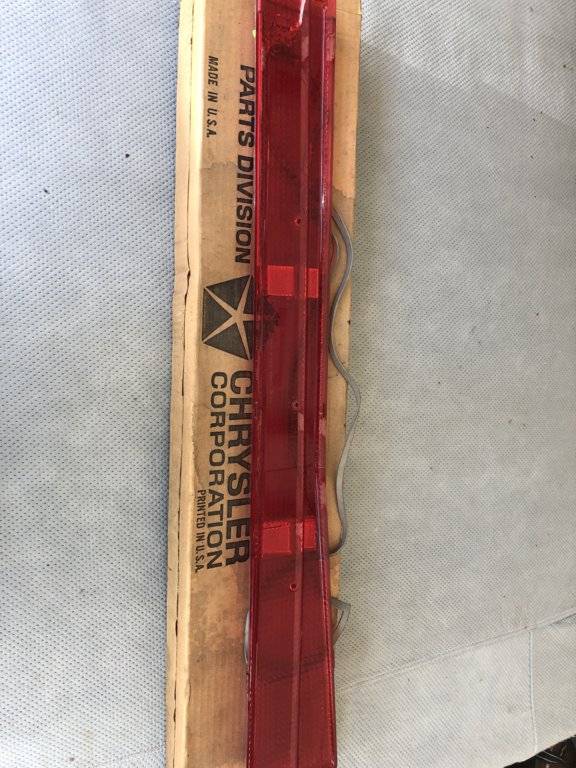 PARTS DIVISION
MADE IN U.S.A.
CHRYSLER
CORPORATION
PRINTED IN U.S.A.